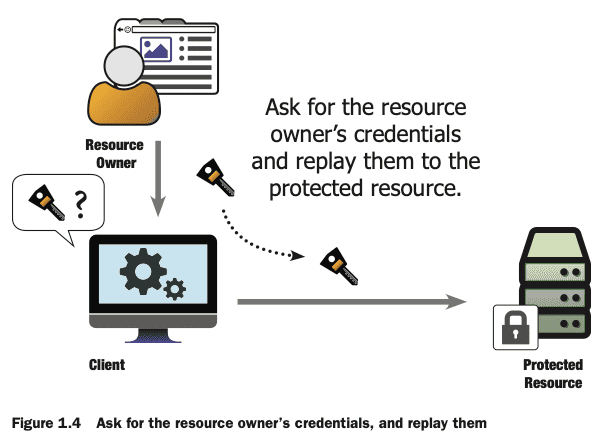 Ask for the resource
owner’s credentials
and replay them to the
protected resource.
Resource
Owner
?
Client
Protected
Resource
Figure 1.4 Ask for the resource owner’s credentials, and replay them